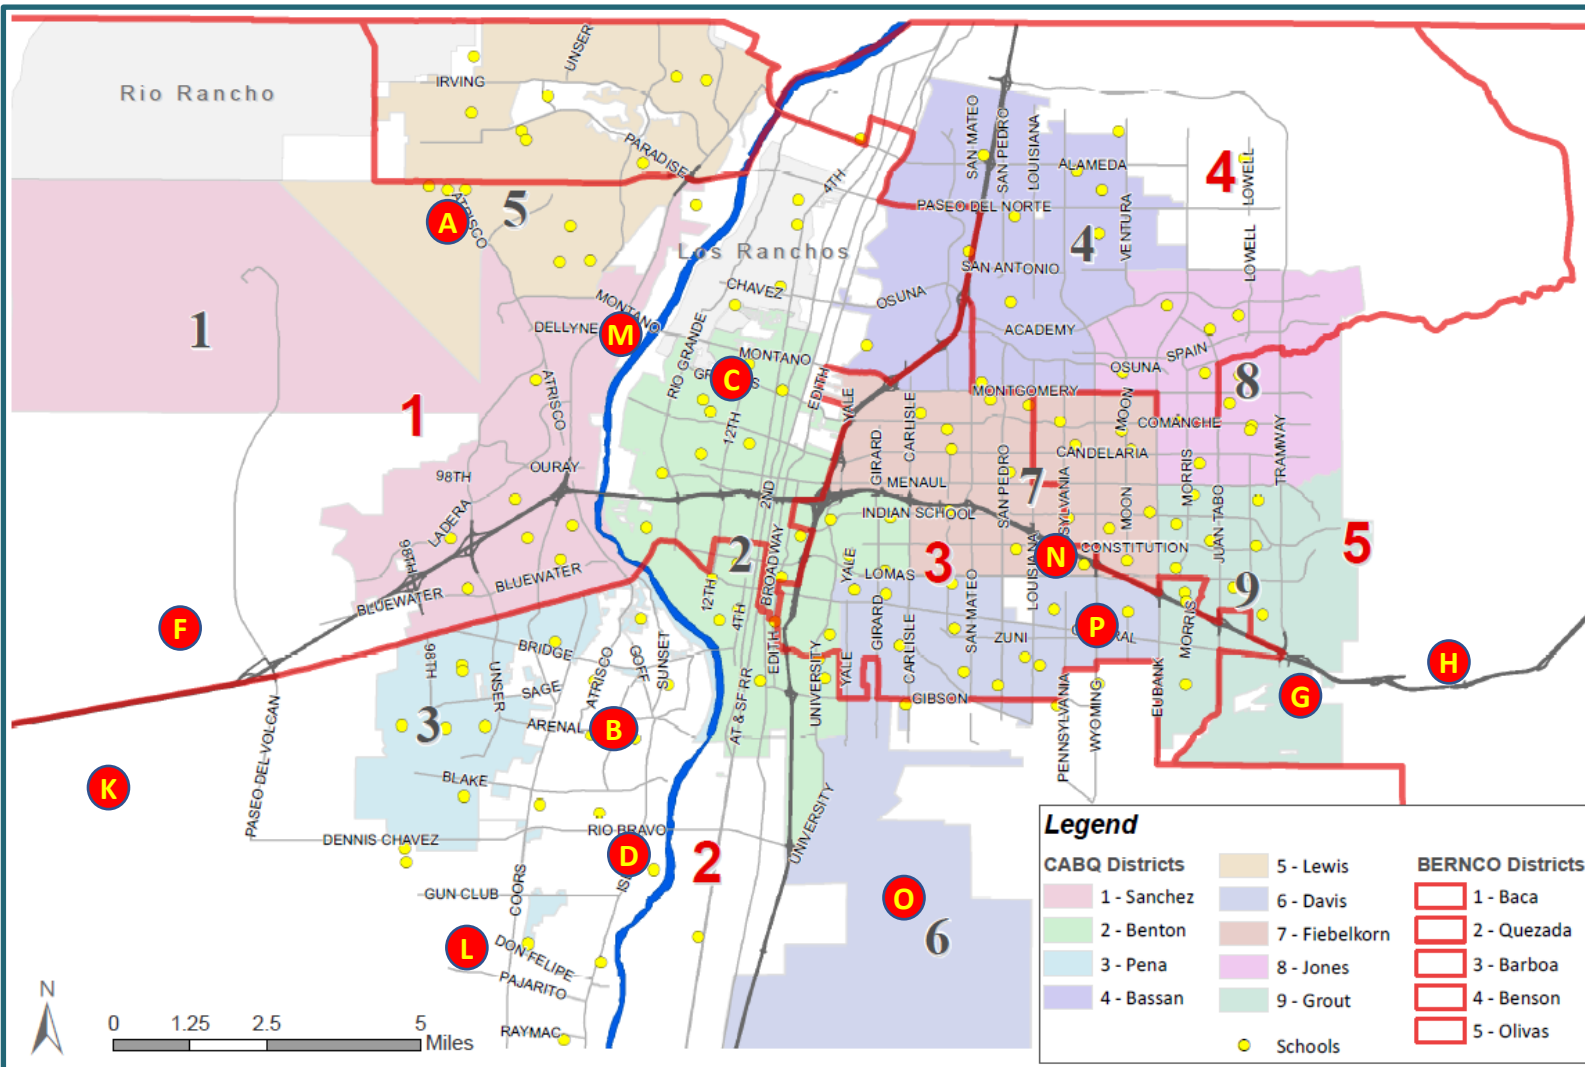 Rio Rancho
IRVING
UNSER
PARADISE
ATRISCO
A
5
1
4TH
Los Ranchos
CHAVEZ
RIO GRANDE
MONTANO
DELLYNE
M
MONTANO
C
12TH
EDITH
YALE
OSUNA
SAN MATEO
SAN PEDRO
LOUISIANA
ALAMEDA
4
LOWELL
PASEO DEL NORTE
VENTURA
4
LOWELL
SAN ANTONIO
ACADEMY
SPAIN
OSUNA
8
MONTGOMERY
MOON
COMANCHE
CANDELARIA
TRAMWAY
MORRIS
GIRARD
CARLISLE
SAN PEDRO
7
MENAUL
INDIAN SCHOOL
MOON
JUAN TABO
CONSTITUTION
N
5
9
1
ATRISCO
98TH
OURAY
LADERA
98TH
BLUEWATER
BLUEWATER
2ND
2
BROADWAY
12TH
4TH
EDITH
YALE
LOMAS
3
LOUISIANA
GIRARD
CARLISLE
SAN MATEO
ZUNI
P
MORRIS
EUBANK
F
H
G
K
98TH
BRIDGE
UNSER
SAGE
ATRISCO
GOFF
SUNSET
3
ARENAL
B
AT & SF RR
UNIVERSITY
YALE
GIBSON
PENNSYLVANIA
WYOMING
BLAKE
PASEO DEL VOLCAN
DENNIS CHAVEZ
RIO BRAVO
D
2
UNIVERSITY
O
6
GUN CLUB
COORS
L
DON FELIPE
PAJARITO
RAYMAC
N
0 1.25 2.5 5
Miles
Legend
CABQ Districts
1 - Sanchez
2 - Benton
3 - Pena
4 - Bassan
5 - Lewis
6 - Davis
7 - Fiebelkorn
8 - Jones
9 - Grout
Schools
BERNCO Districts
1 - Baca
2 - Quezada
3 - Barboa
4 - Benson
5 - Olivas